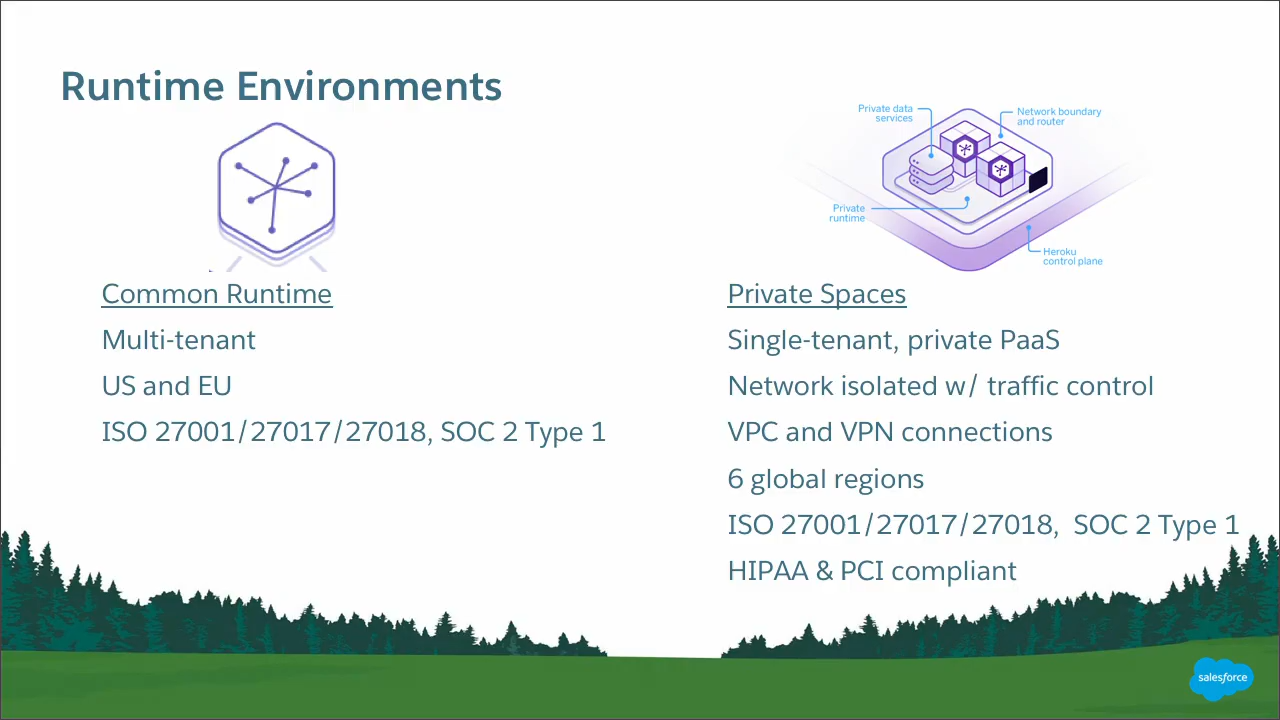 Runtime Environments
Private data
services
Network boundary
and router
Private
runtime
Heroku
control plane
Common Runtime
Multi-tenant
US and EU
ISO 27001/27017/27018, SOC 2 Type 1
Private Spaces
Single-tenant, private PaaS
Network isolated w/ traffic control
VPC and VPN connections
6 global regions
ISO 27001/27017/27018,  SOC 2 Type 1
HIPAA & PCI compliant
salesforce